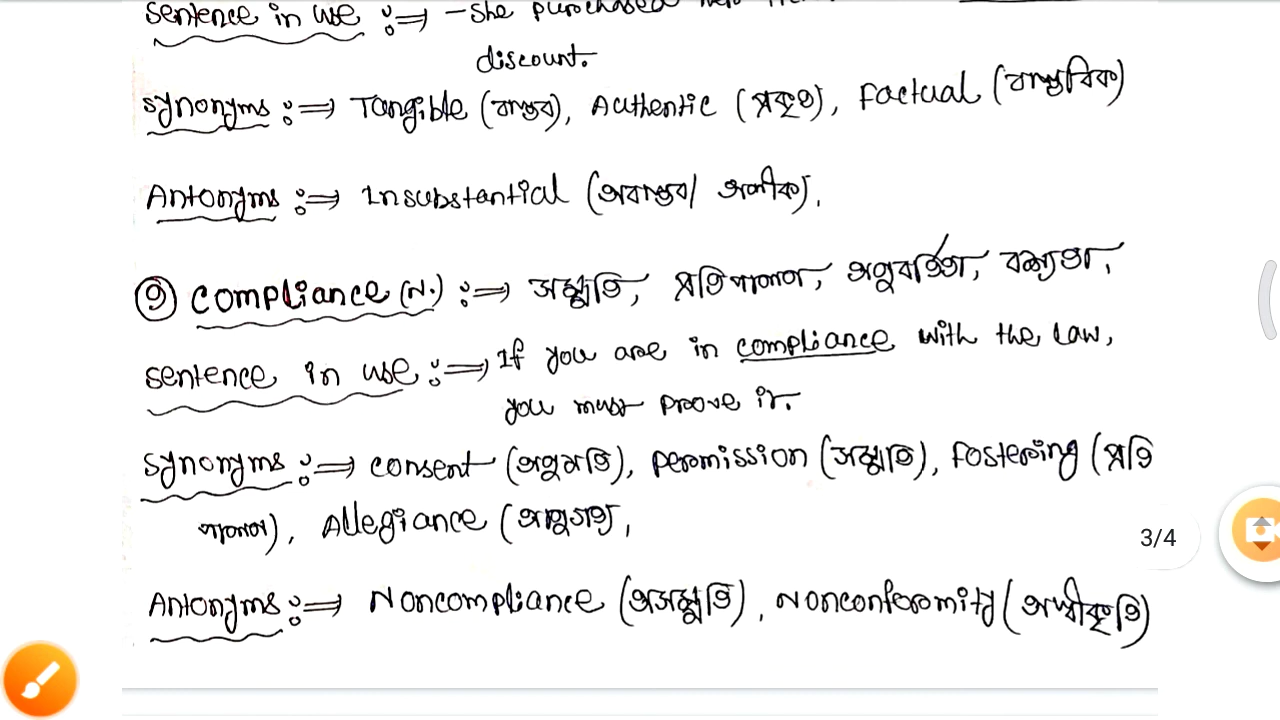 sentence in use :⇒ - She purchased
discount.
Synonyms :⇒ Tangible (বাস্তব), Authentic (প্রকৃত), Factual (বাস্তবিক)
Antonyms :⇒ Insubstantial (অবাস্তব/ অলীক),
৩ Compliance (N.) :⇒ সম্মতি, প্রতিপালন, অনুবর্তিতা, বশ্যতা,
Sentence in use :⇒ If you are in compliance with the law,
you must prove it.
Synonyms :⇒ consent (অনুমতি), permission (সম্মতি), Fostering (প্রতি
পালন), Allegiance (আনুগত্য,
Antonyms :⇒ Noncompliance (অসম্মতি), Nonconformity (অস্বীকৃতি)
3/4